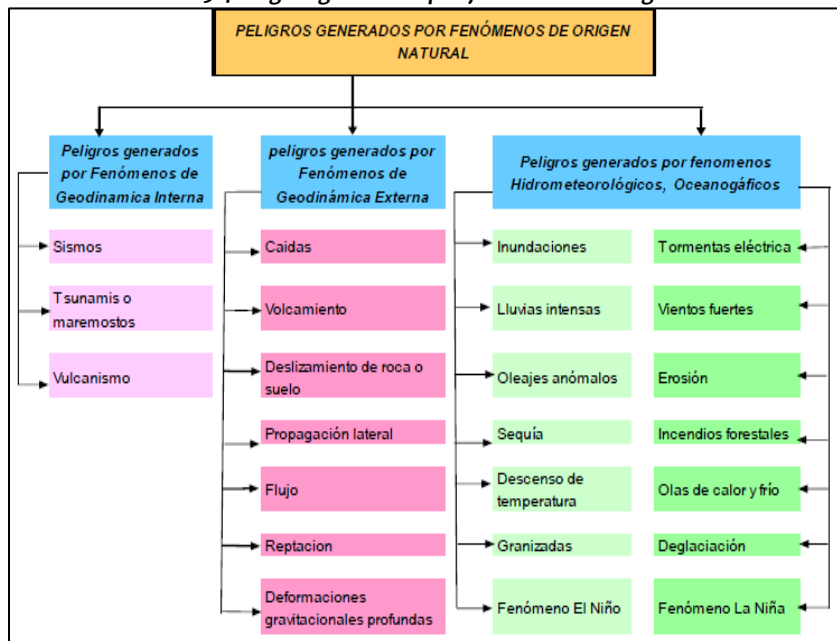 PELIGROS GENERADOS POR FENÓMENOS DE ORIGEN
NATURAL
Peligros generados
por Fenómenos de
Geodinamica Interna
peligros generados por
Fenómenos de
Geodinámica Externa
Peligros generados por fenomenos
Hidrometeorológicos, Oceanogáficos
Sismos
Tsunamis o
maremostos
Vulcanismo
Caidas
Volcamiento
Deslizamiento de roca o
suelo
Propagación lateral
Flujo
Reptacion
Deformaciones
gravitacionales profundas
Inundaciones
Lluvias intensas
Oleajes anómalos
Sequía
Descenso de
temperatura
Granizadas
Fenómeno El Niño
Tormentas eléctrica
Vientos fuertes
Erosión
Incendios forestales
Olas de calor y frío
Deglaciación
Fenómeno La Niña